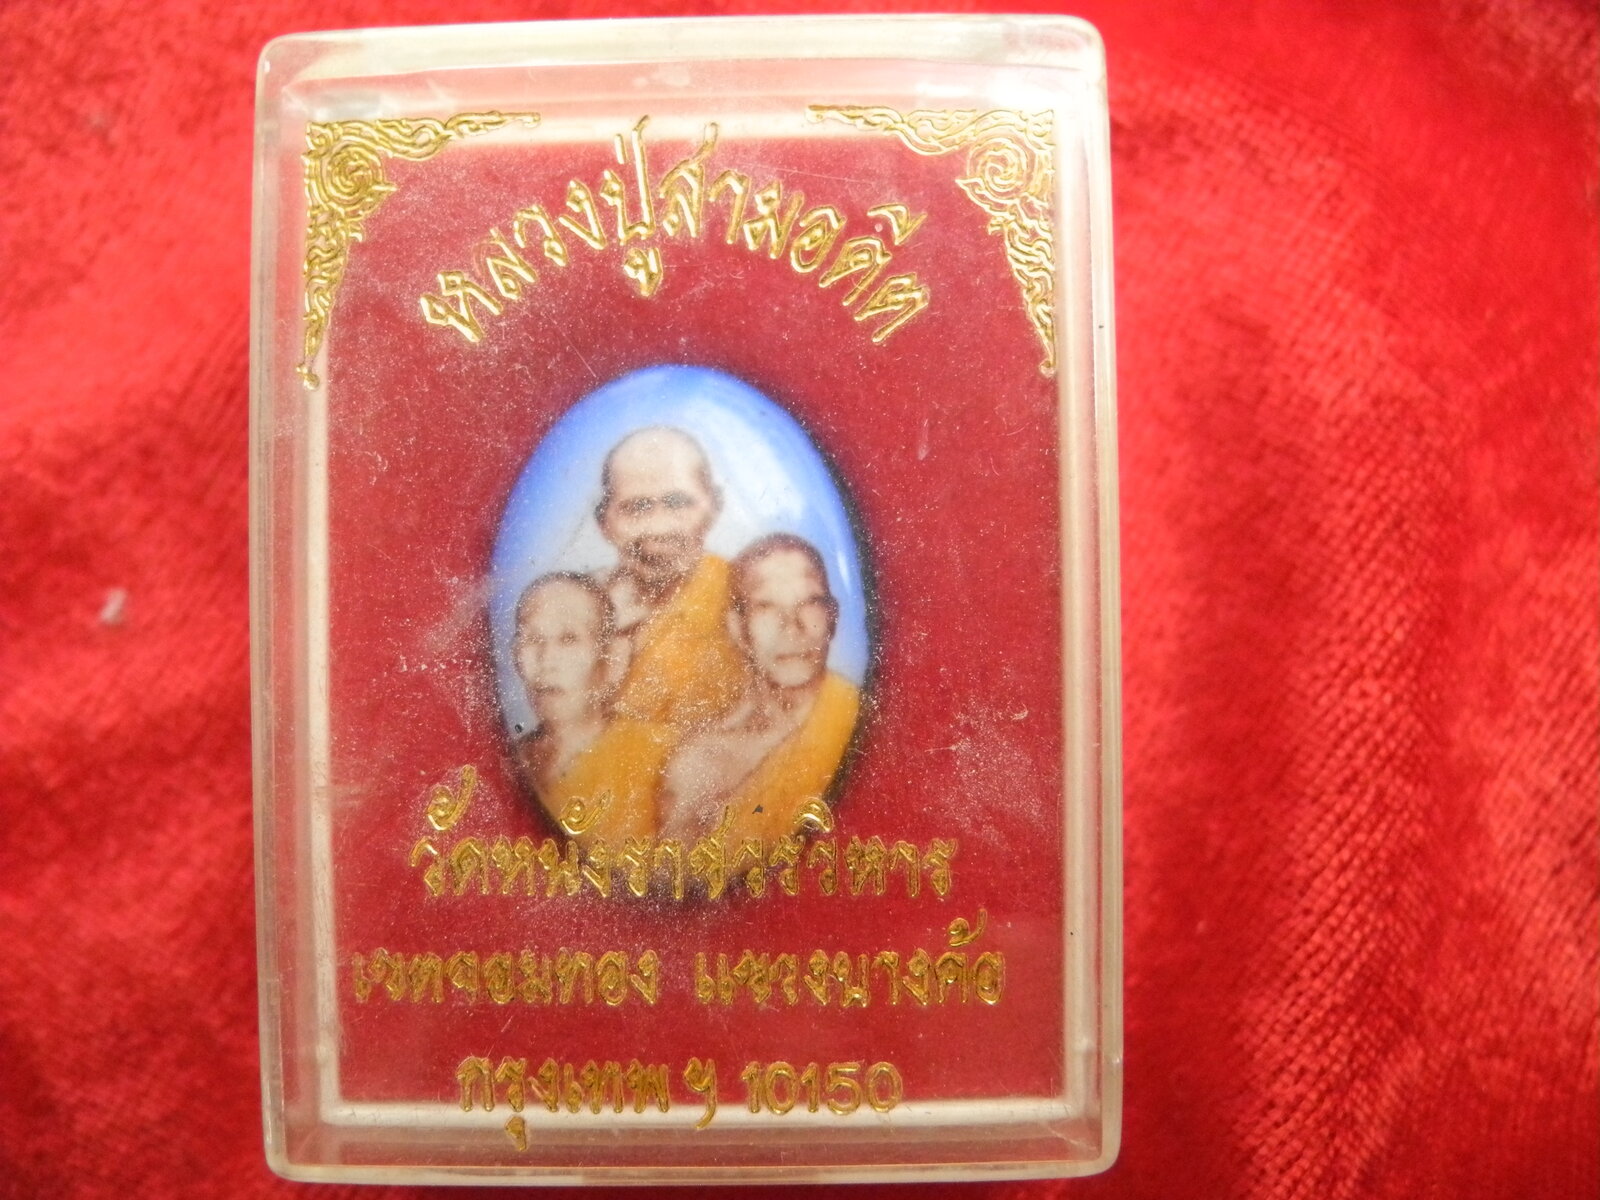 หลวงปู่สามอดีต
วัดหนังราชวรวิหาร
เขตจอมทอง แขวงบางค้อ
กรุงเทพฯ 10150